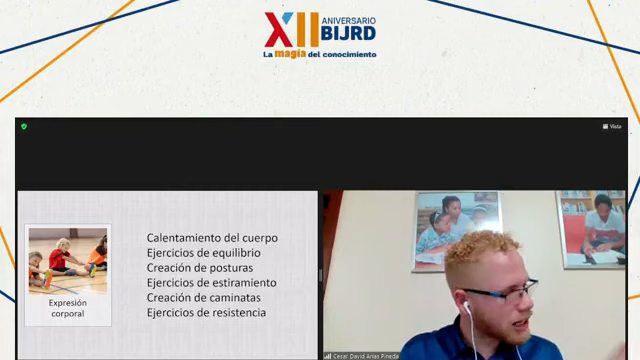 XII ANIVERSARIO
BIJRD
La magia del conocimiento
Vista
Calentamiento del cuerpo
Ejercicios de equilibrio
Creación de posturas
Ejercicios de estiramiento
Creación de caminatas
Ejercicios de resistencia
Expresión
corporal
Cesar David Arias Pineda